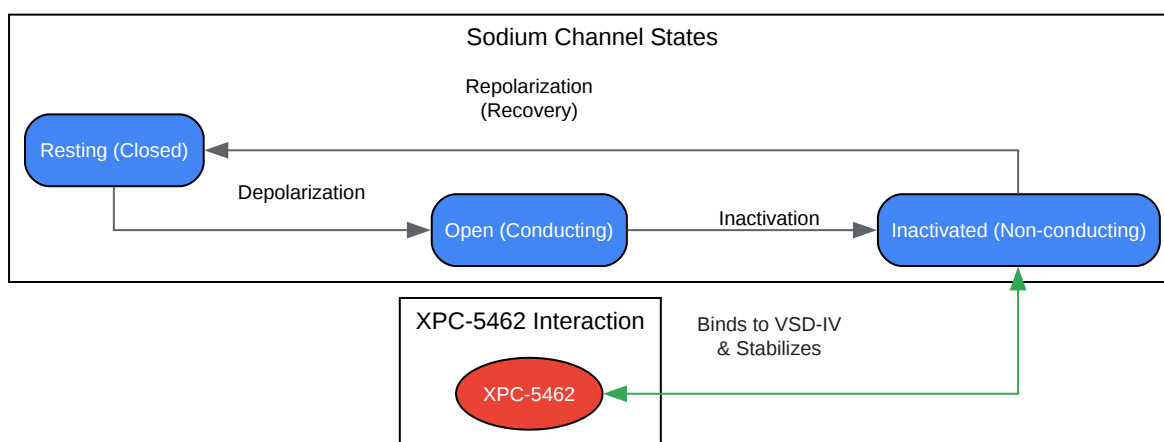 Sodium Channel States
Repolarization
(Recovery)
Resting (Closed)
Depolarization
Open (Conducting)
Inactivation
Inactivated (Non-conducting)
XPC-5462 Interaction
Binds to VSD-IV
& Stabilizes
XPC-5462